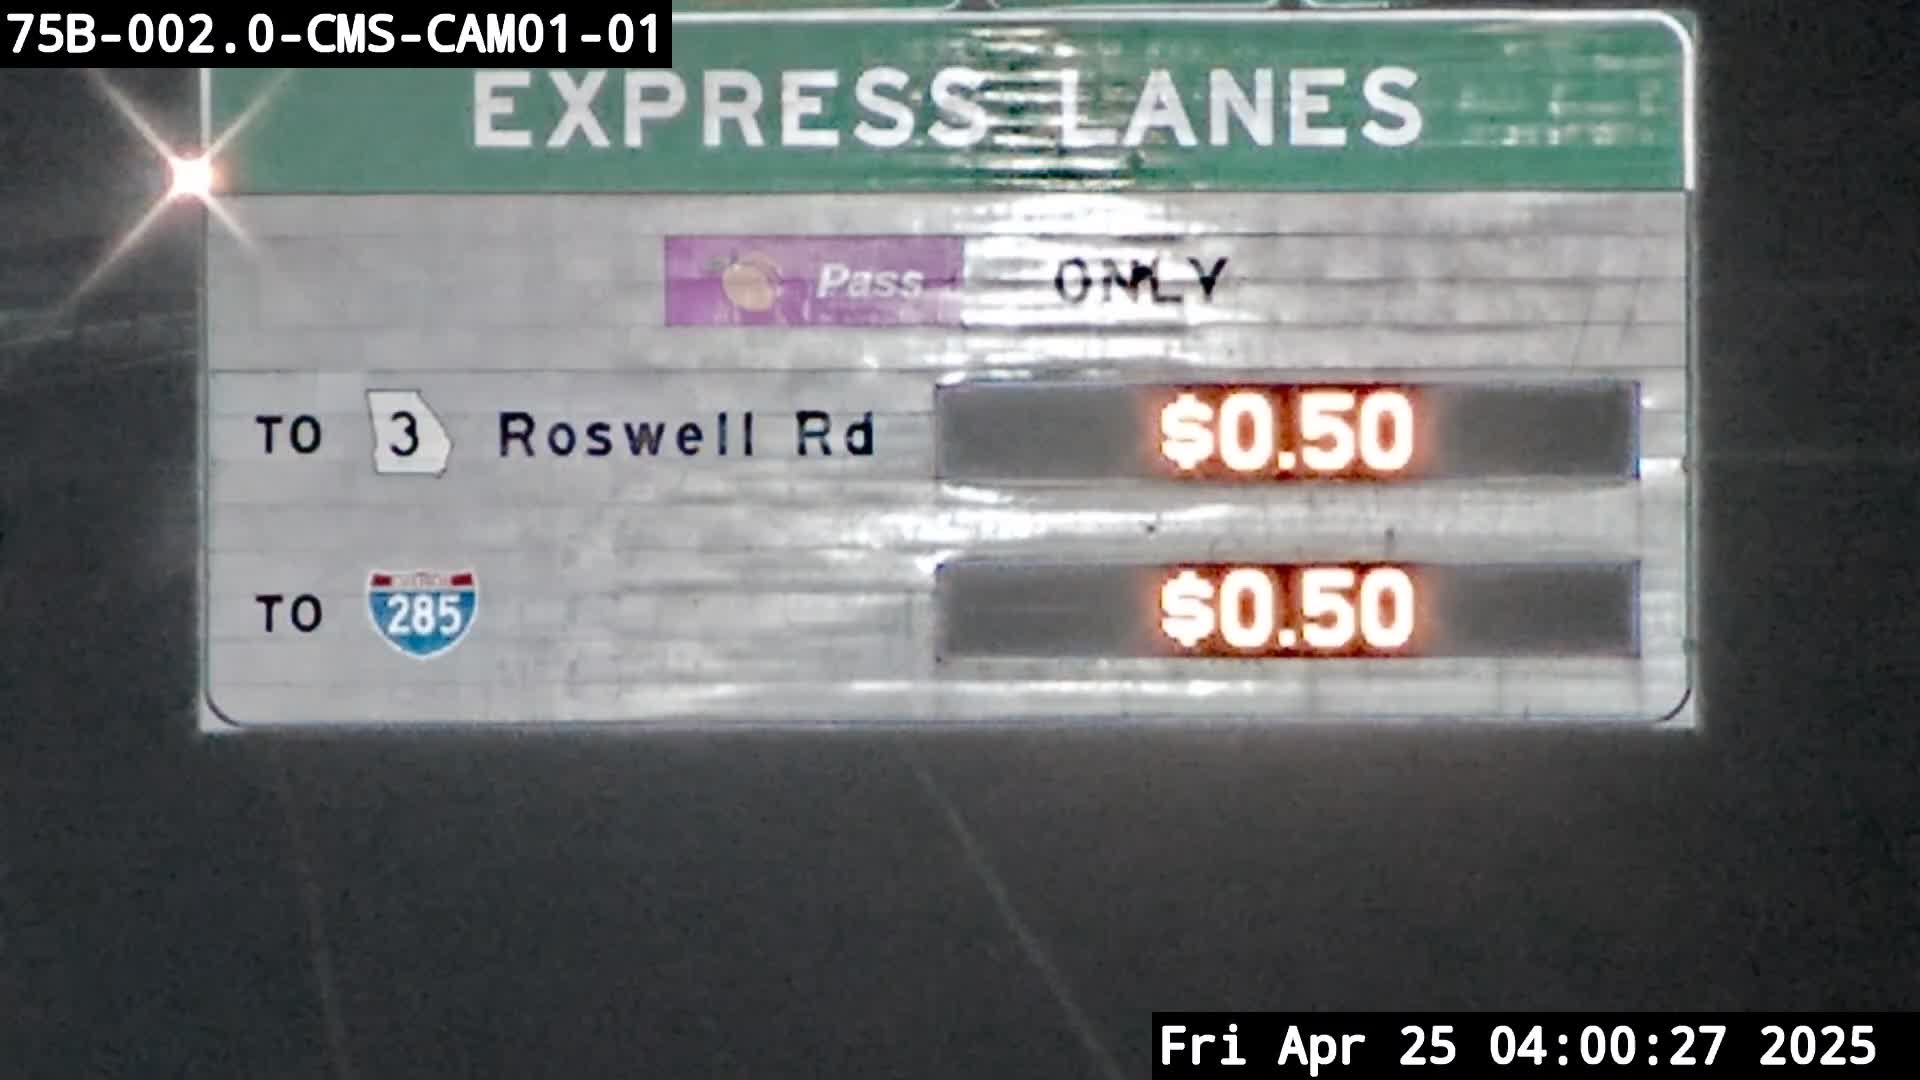 75B-002.0-CMS-CAM01-01
EXPRESS LANES
Pass ONLY
TO 3 Roswell Rd $0.50
TO 285 $0.50
Fri Apr 25 04:00:27 2025